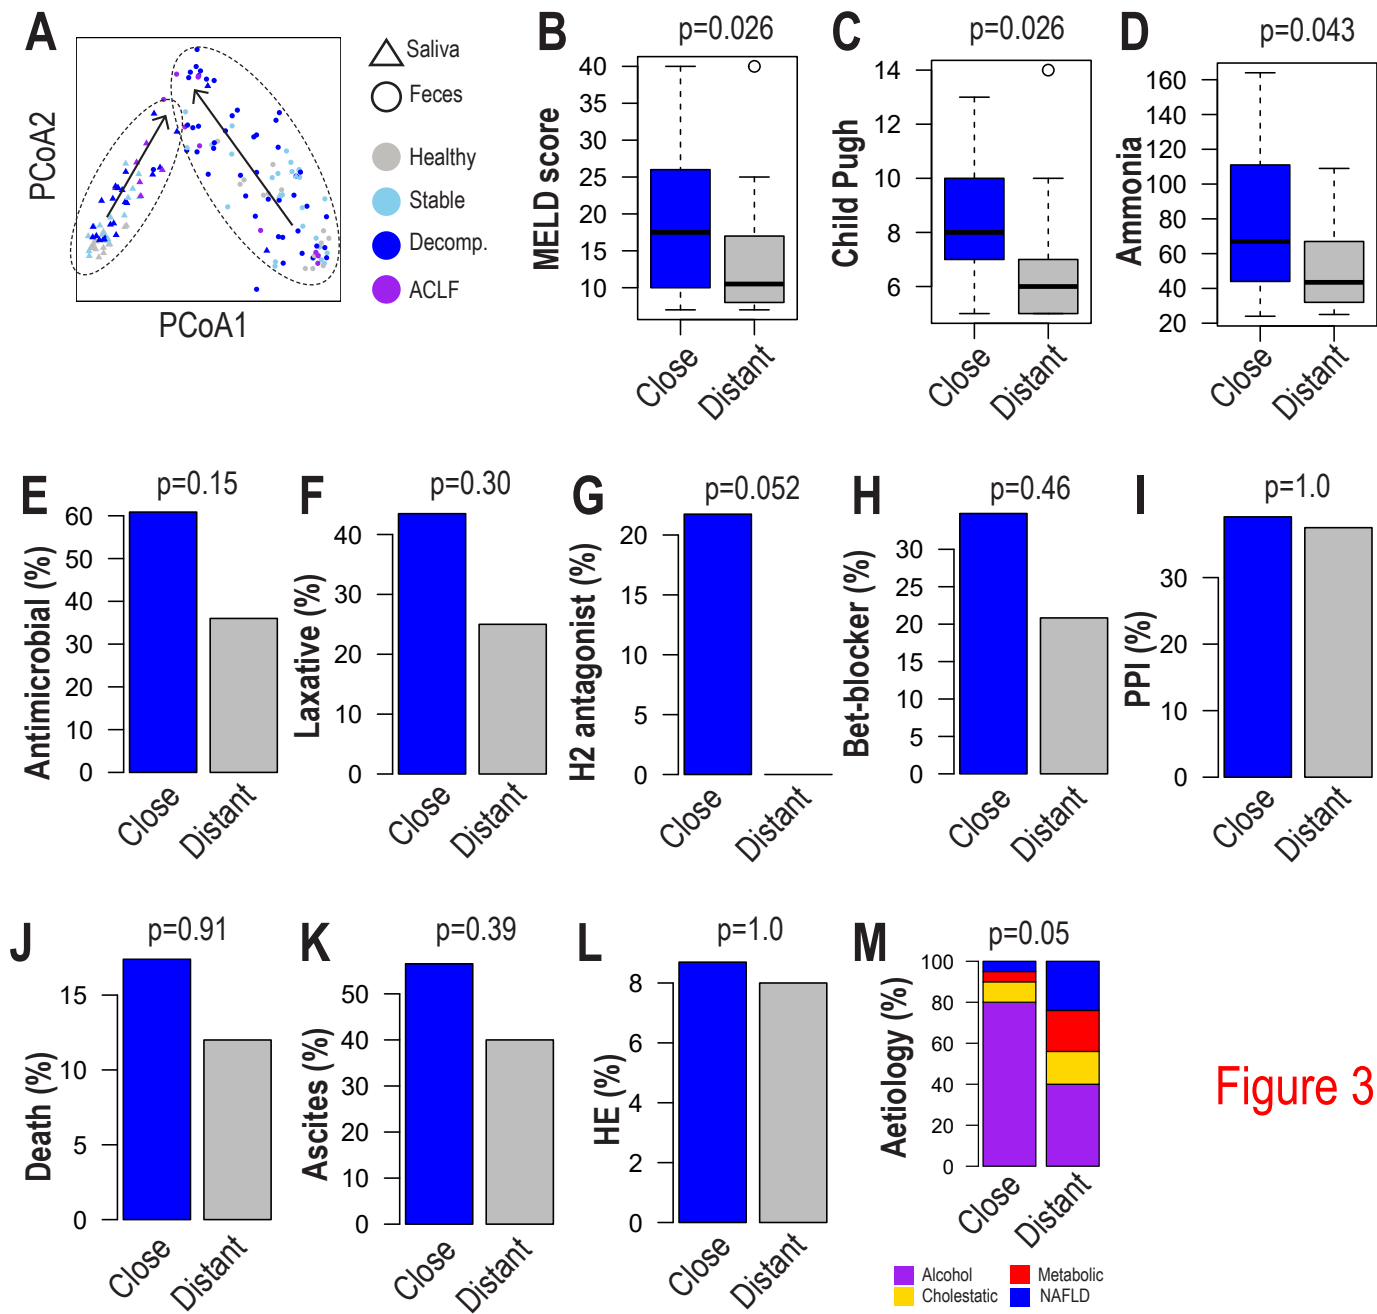 A
Saliva
Feces
Healthy
Stable
Decomp.
ACLF
PCoA2
PCoA1
B
p=0.026
MELD score
40
35
30
25
20
15
10
Close
Distant
C
p=0.026
Child Pugh
14
12
10
8
6
Close
Distant
D
p=0.043
Ammonia
160
140
120
100
80
60
40
20
Close
Distant
E
p=0.15
Antimicrobial (%)
60
50
40
30
20
10
0
Close
Distant
F
p=0.30
Laxative (%)
40
30
20
10
0
Close
Distant
G
p=0.052
H2 antagonist (%)
20
15
10
5
0
Close
Distant
H
p=0.46
Bet-blocker (%)
30
25
20
15
10
5
0
Close
Distant
I
p=1.0
PPI (%)
30
20
10
0
Close
Distant
J
p=0.91
Death (%)
15
10
5
0
Close
Distant
K
p=0.39
Ascites (%)
50
40
30
20
10
0
Close
Distant
L
p=1.0
HE (%)
8
6
4
2
0
Close
Distant
M
p=0.05
Aetiology (%)
100
80
60
40
20
0
Close
Distant
Alcohol
Metabolic
Cholestatic
NAFLD
Figure 3